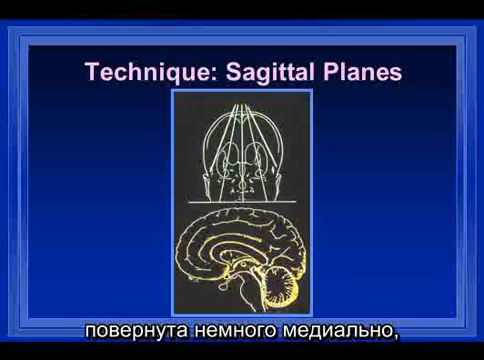 Technique: Sagittal Planes
повернута немного медиально,